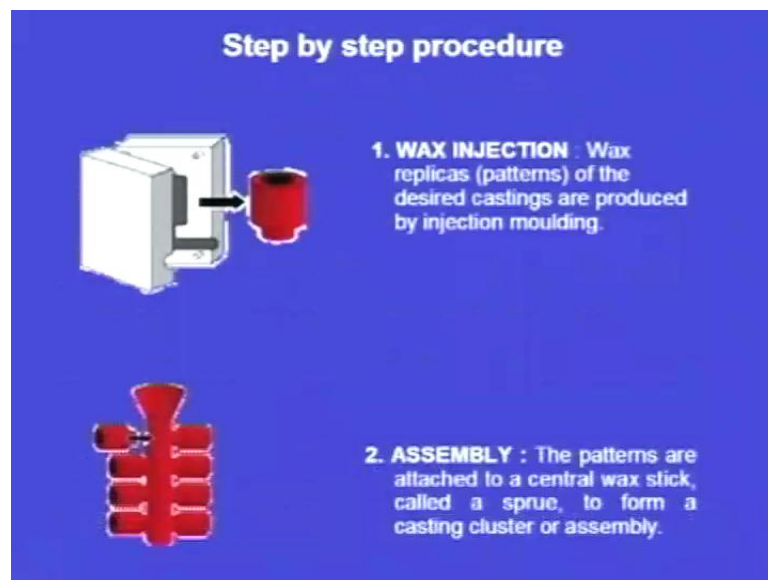 Step by step procedure
1. WAX INJECTION : Wax
replicas (patterns) of the
desired castings are produced
by injection moulding.
2. ASSEMBLY : The patterns are
attached to a central wax stick,
called a sprue, to form a
casting cluster or assembly.